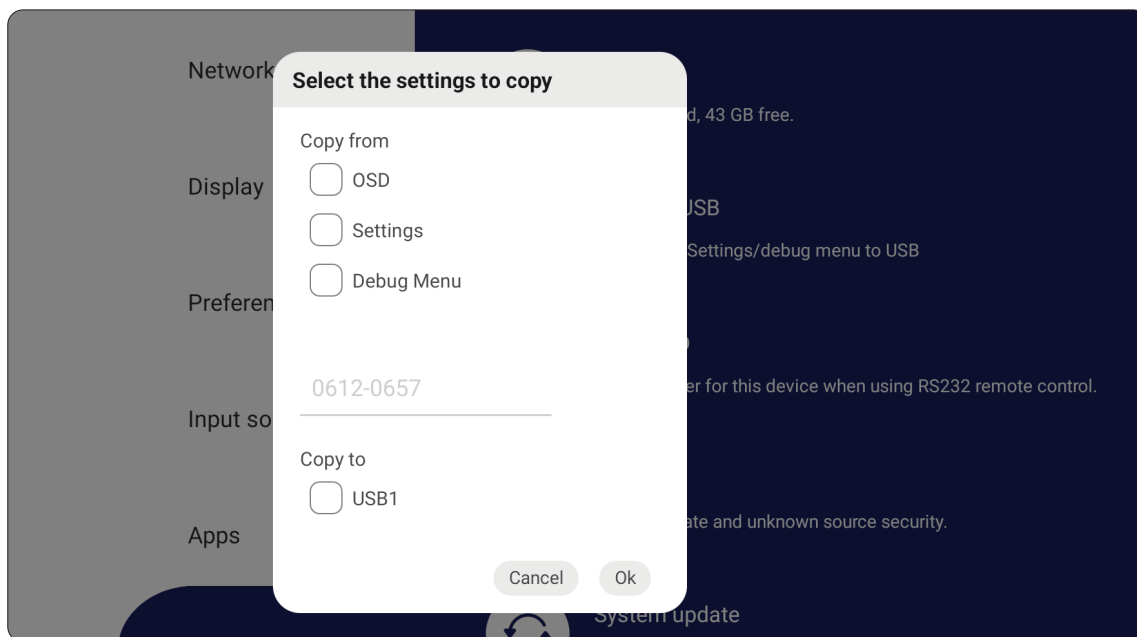 Network
Select the settings to copy
d, 43 GB free.
Copy from
OSD
Display
JSB
Settings
Settings/debug menu to USB
Debug Menu
Preferen
0612-0657
er for this device when using RS232 remote control.
Input so
Copy to
USB1
ate and unknown source security.
Apps
Cancel
Ok
System update